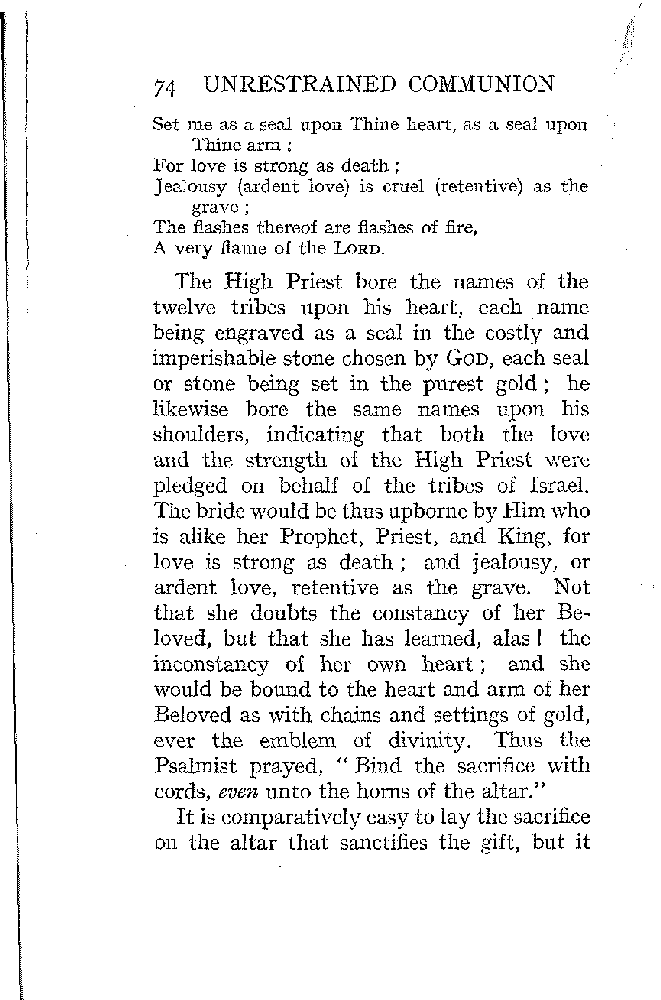 74 UNRESTRAINED COMMUNION
Set me as a seal upon Thine heart, as a seal upon
Thine arm ;
For love is strong as death ;
Jealousy (ardent love) is cruel (retentive) as the
grave ;
The flashes thereof are flashes of fire,
A very flame of the LORD.
The High Priest bore the names of the
twelve tribes upon his heart, each name
being engraved as a seal in the costly and
imperishable stone chosen by GOD, each seal
or stone being set in the purest gold ; he
likewise bore the same names upon his
shoulders, indicating that both the love
and the strength of the High Priest were
pledged on behalf of the tribes of Israel.
The bride would be thus upborne by Him who
is alike her Prophet, Priest, and King, for
love is strong as death ; and jealousy, or
ardent love, retentive as the grave. Not
that she doubts the constancy of her Be-
loved, but that she has learned, alas ! the
inconstancy of her own heart ; and she
would be bound to the heart and arm of her
Beloved as with chains and settings of gold,
ever the emblem of divinity. Thus the
Psalmist prayed, “ Bind the sacrifice with
cords, even unto the horns of the altar.”
It is comparatively easy to lay the sacrifice
on the altar that sanctifies the gift, but it